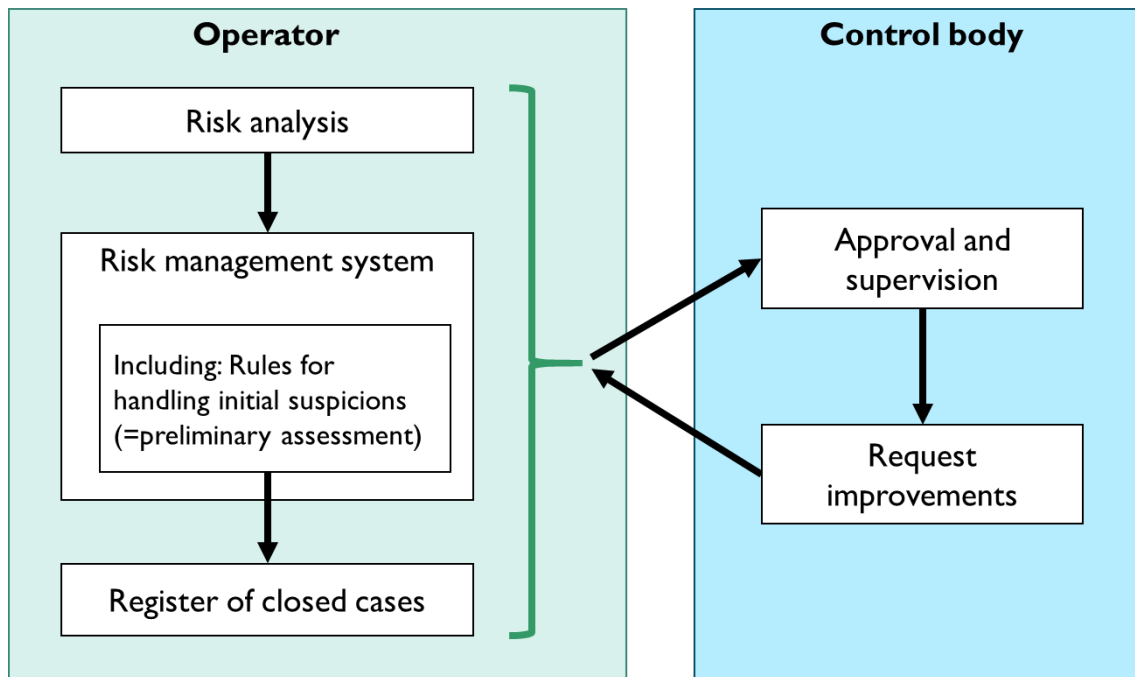 Operator
Risk analysis
Risk management system
Including: Rules for
handling initial suspicions
(=preliminary assessment)
Register of closed cases
Control body
Approval and
supervision
Request
improvements